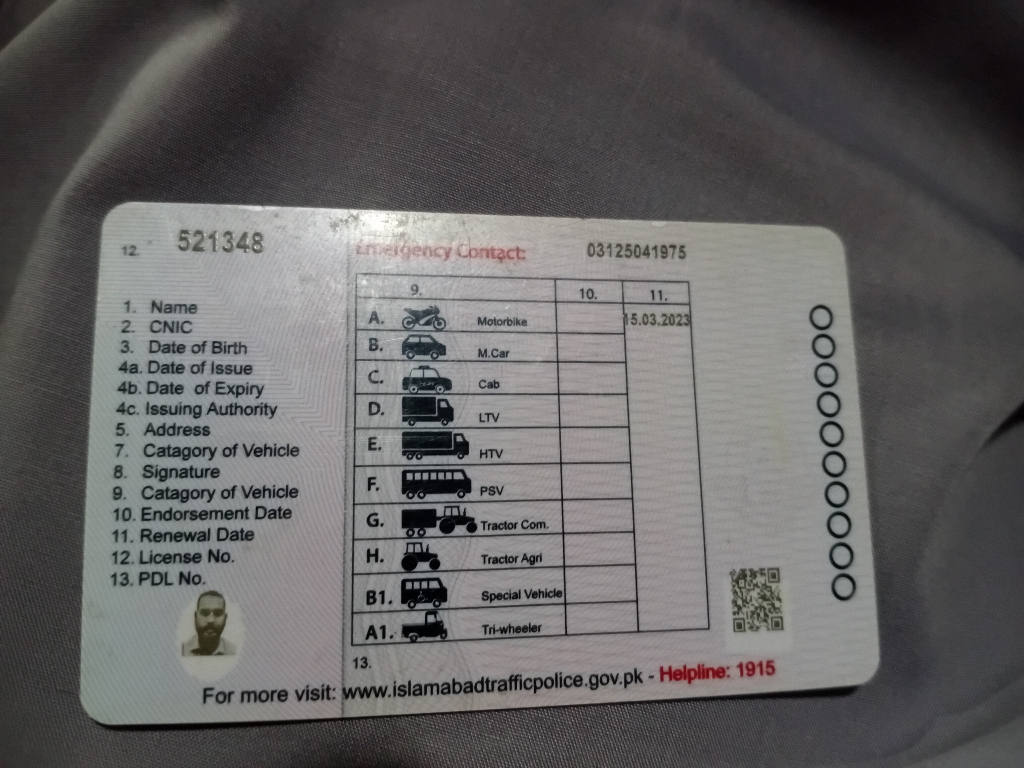 12. 521348
Emergency Contact: 03125041975
1. Name
2. CNIC
3. Date of Birth
4a. Date of Issue
4b. Date of Expiry
4c. Issuing Authority
5. Address
7. Catagory of Vehicle
8. Signature
9. Catagory of Vehicle
10. Endorsement Date
11. Renewal Date
12. License No.
13. PDL No.
9. 10. 11.
A. Motorbike 15.03.2023
B. M.Car
C. Cab
D. LTV
E. HTV
F. PSV
G. Tractor Com.
H. Tractor Agri
B1. Special Vehicle
A1. Tri-wheeler
13.
For more visit: www.islamabadtrafficpolice.gov.pk - Helpline: 1915